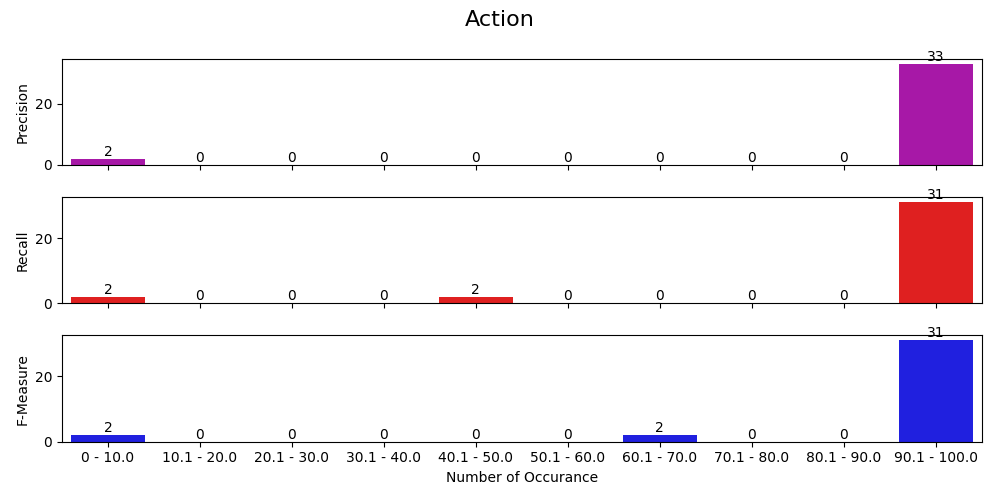 Action
Precision
20
0
2 0 0 0 0 0 0 0 0 33
Recall
20
0
2 0 0 0 2 0 0 0 0 31
F-Measure
20
0
2 0 0 0 0 0 2 0 0 31
0 - 10.0 10.1 - 20.0 20.1 - 30.0 30.1 - 40.0 40.1 - 50.0 50.1 - 60.0 60.1 - 70.0 70.1 - 80.0 80.1 - 90.0 90.1 - 100.0
Number of Occurance